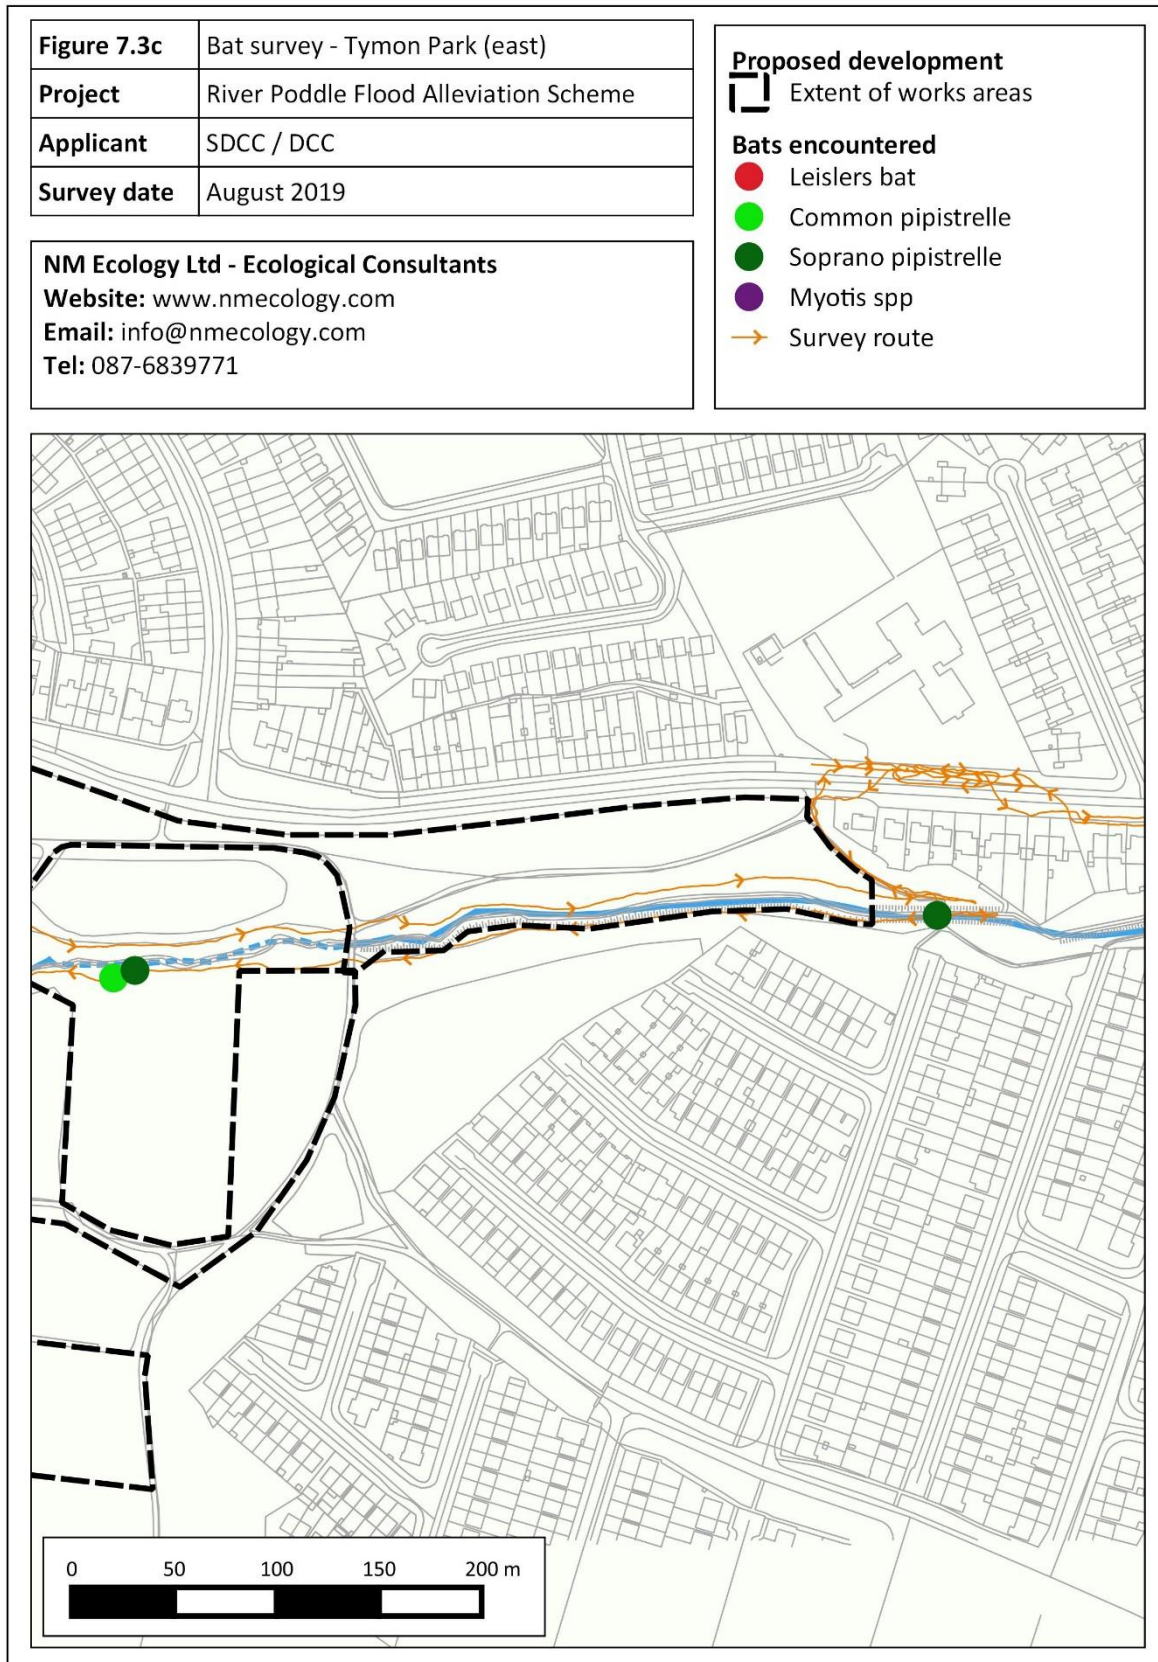 Figure 7.3c Bat survey - Tymon Park (east)
Project River Poddle Flood Alleviation Scheme
Applicant SDCC / DCC
Survey date August 2019
NM Ecology Ltd - Ecological Consultants
Website: www.nmecology.com
Email: info@nmecology.com
Tel: 087-6839771
Proposed development
Extent of works areas
Bats encountered
Leislers bat
Common pipistrelle
Soprano pipistrelle
Myotis spp
Survey route
0 50 100 150 200 m